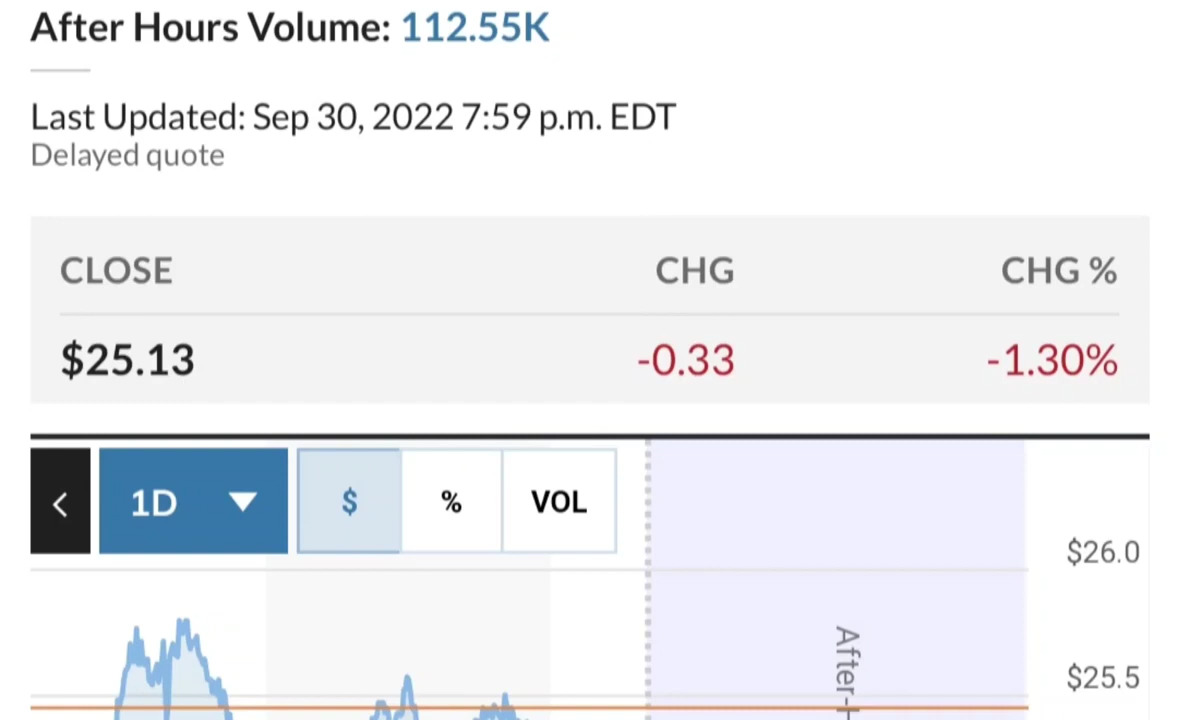 After Hours Volume: 112.55K
Last Updated: Sep 30, 2022 7:59 p.m. EDT
Delayed quote
CLOSE CHG CHG %
$25.13 -0.33 -1.30%
1D $ % VOL
$26.0
$25.5
After-